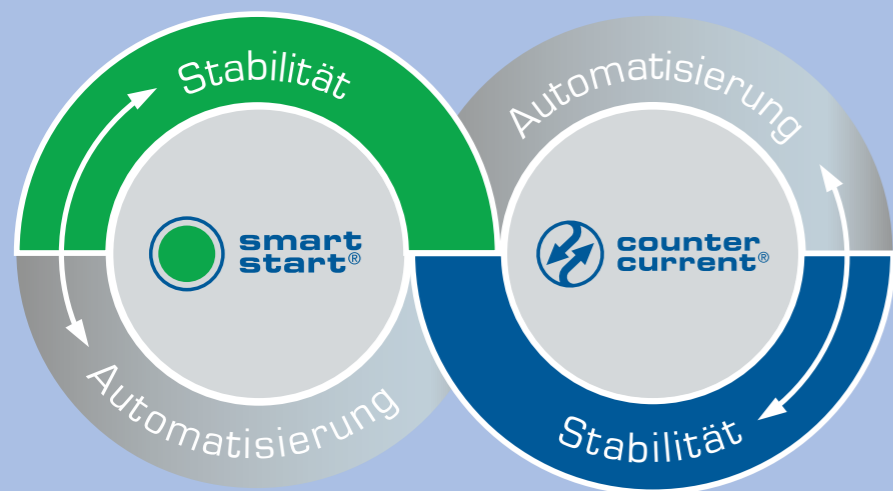 Stabilität
smart
start®
Automatisierung
Automatisierung
counter
current®
Stabilität